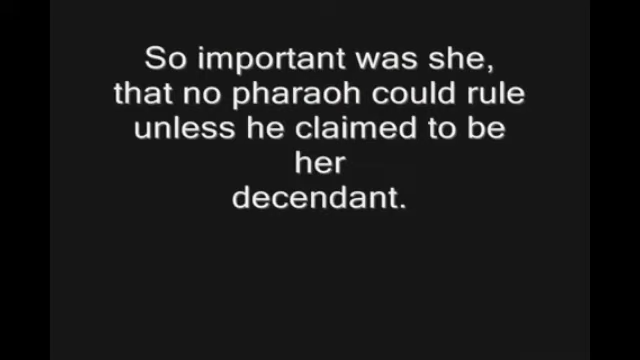 So important was she,
that no pharaoh could rule
unless he claimed to be
her
decendant.